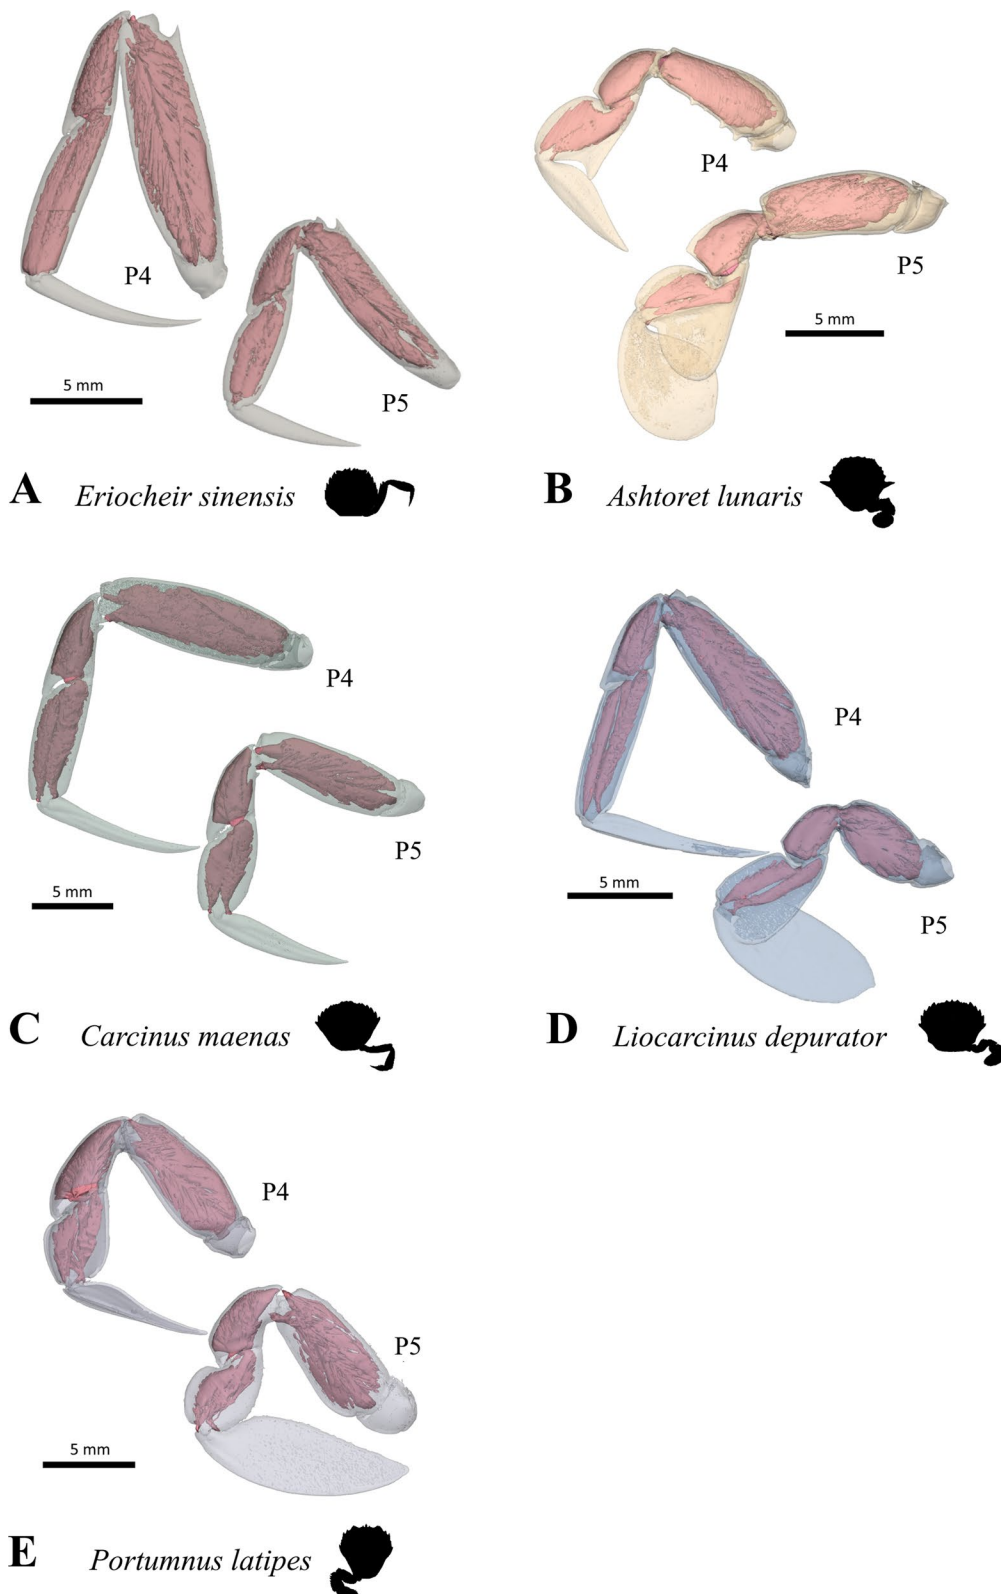 P4
P5
5 mm
A Eriocheir sinensis
P4
P5
5 mm
B Ashtoret lunaris
P4
P5
5 mm
C Carcinus maenas
P4
P5
5 mm
D Liocarcinus depurator
P4
P5
5 mm
E Portumnus latipes